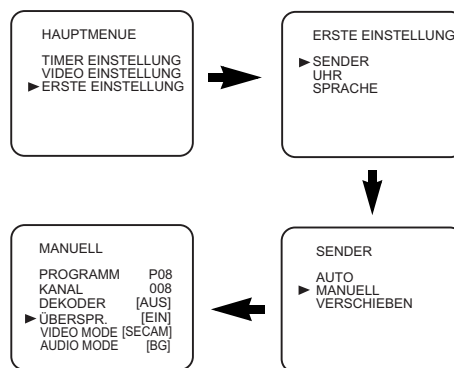 HAUPTMENUE
TIMER EINSTELLUNG
VIDEO EINSTELLUNG
►ERSTE EINSTELLUNG
ERSTE EINSTELLUNG
►SENDER
UHR
SPRACHE
SENDER
AUTO
►MANUELL
VERSCHIEBEN
MANUELL
PROGRAMM P08
KANAL 008
DEKODER [AUS]
►ÜBERSPR. [EIN]
VIDEO MODE [SECAM]
AUDIO MODE [BG]